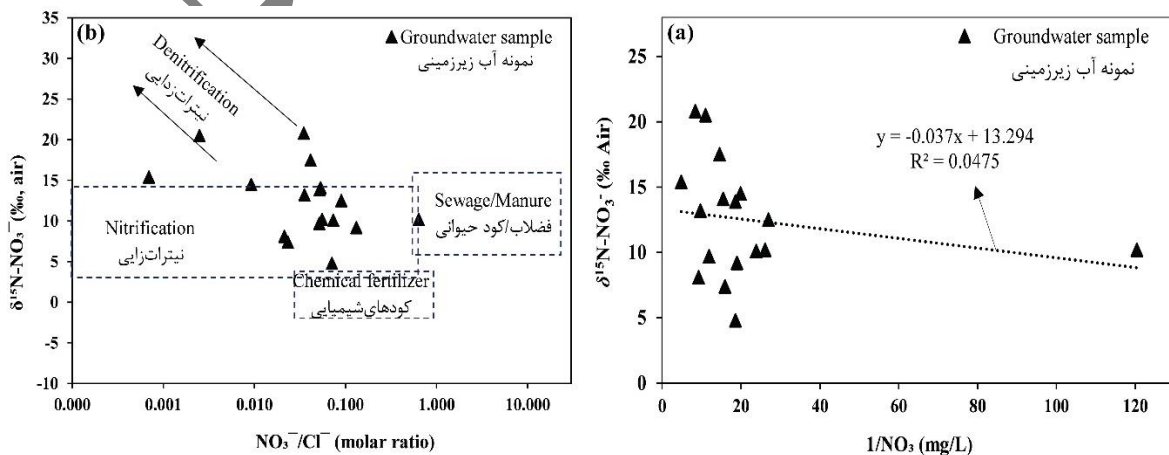 (b)
Groundwater sample
نمونه آب زیرزمینی
Denitrification
نیتراتزدایی
Sewage/Manure
فضلاب/کود حیوانی
Nitrification
نیتراتزایی
Chemical fertilizer
کودهای شیمیایی
δ¹⁵N-NO₃⁻(‰, air)
35
30
25
20
15
10
5
0
-5
-10
0.000 0.001 0.010 0.100 1.000 10.000
NO₃⁻/Cl⁻ (molar ratio)
(a)
Groundwater sample
نمونه آب زیرزمینی
y = -0.037x + 13.294
R² = 0.0475
δ¹⁵N-NO₃- (‰ Air)
25
20
15
10
5
0
0 20 40 60 80 100 120
1/NO₃ (mg/L)